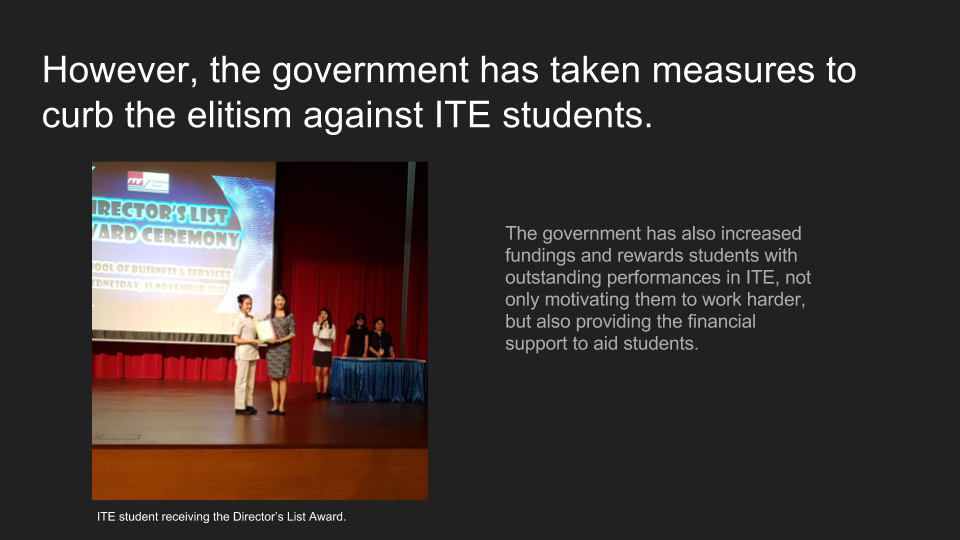 However, the government has taken measures to
curb the elitism against ITE students.
IRECTOR'S LIST
ARD CEREMONY
OOL OF BUSINESS & SERVICES
DNESDAY, 15 NOVEMBER 2017
The government has also increased
fundings and rewards students with
outstanding performances in ITE, not
only motivating them to work harder,
but also providing the financial
support to aid students.
ITE student receiving the Director's List Award.